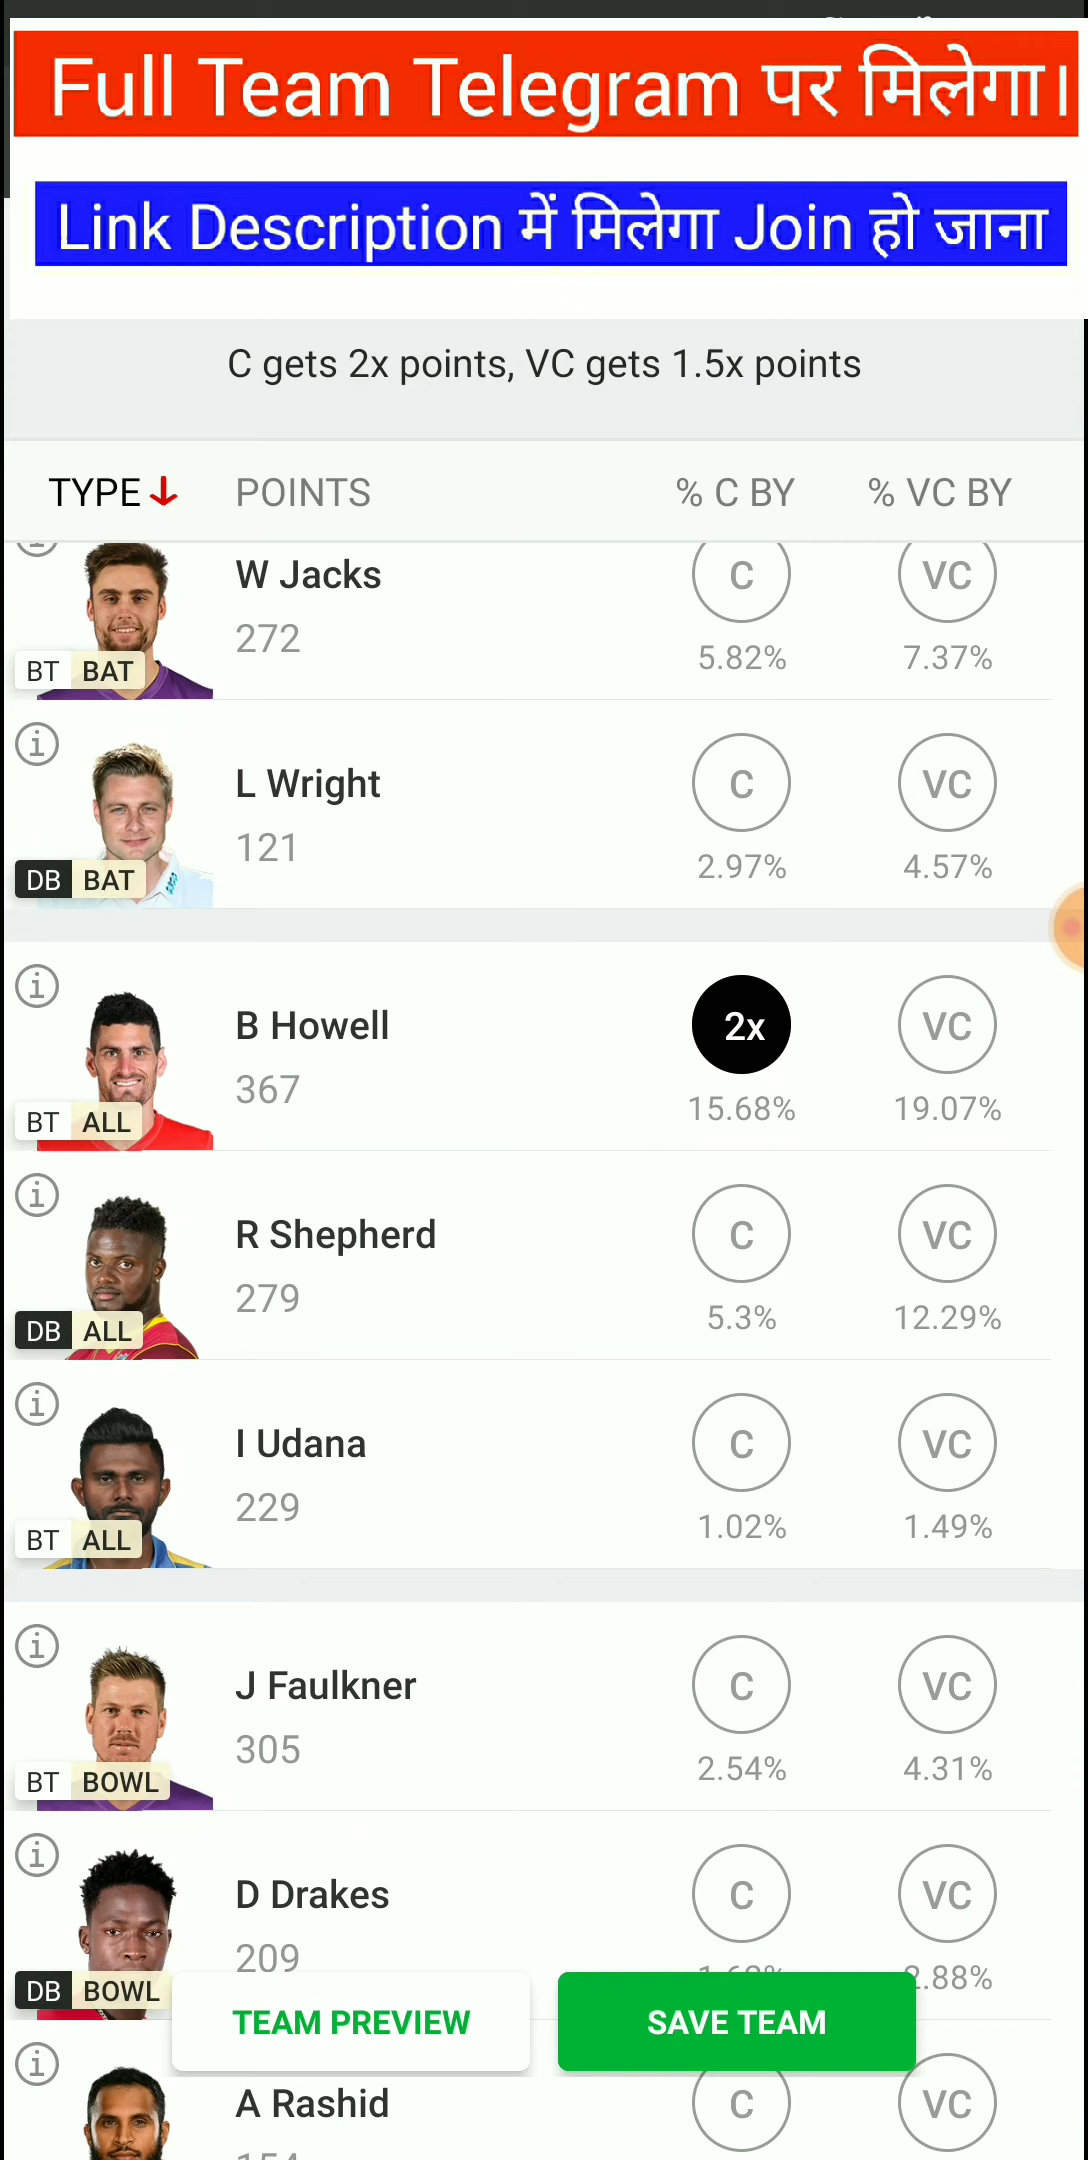 Full Team Telegram पर मिलेगा।
Link Description में मिलेगा Join हो जाना
C gets 2x points, VC gets 1.5x points
TYPE POINTS % C BY % VC BY
W Jacks C VC
272
5.82% 7.37%
BT BAT
L Wright C VC
121
2.97% 4.57%
DB BAT
B Howell 2x VC
367
15.68% 19.07%
BT ALL
R Shepherd C VC
279
5.3% 12.29%
DB ALL
I Udana C VC
229
1.02% 1.49%
BT ALL
J Faulkner C VC
305
2.54% 4.31%
BT BOWL
D Drakes C VC
209
DB BOWL
TEAM PREVIEW SAVE TEAM
A Rashid C VC